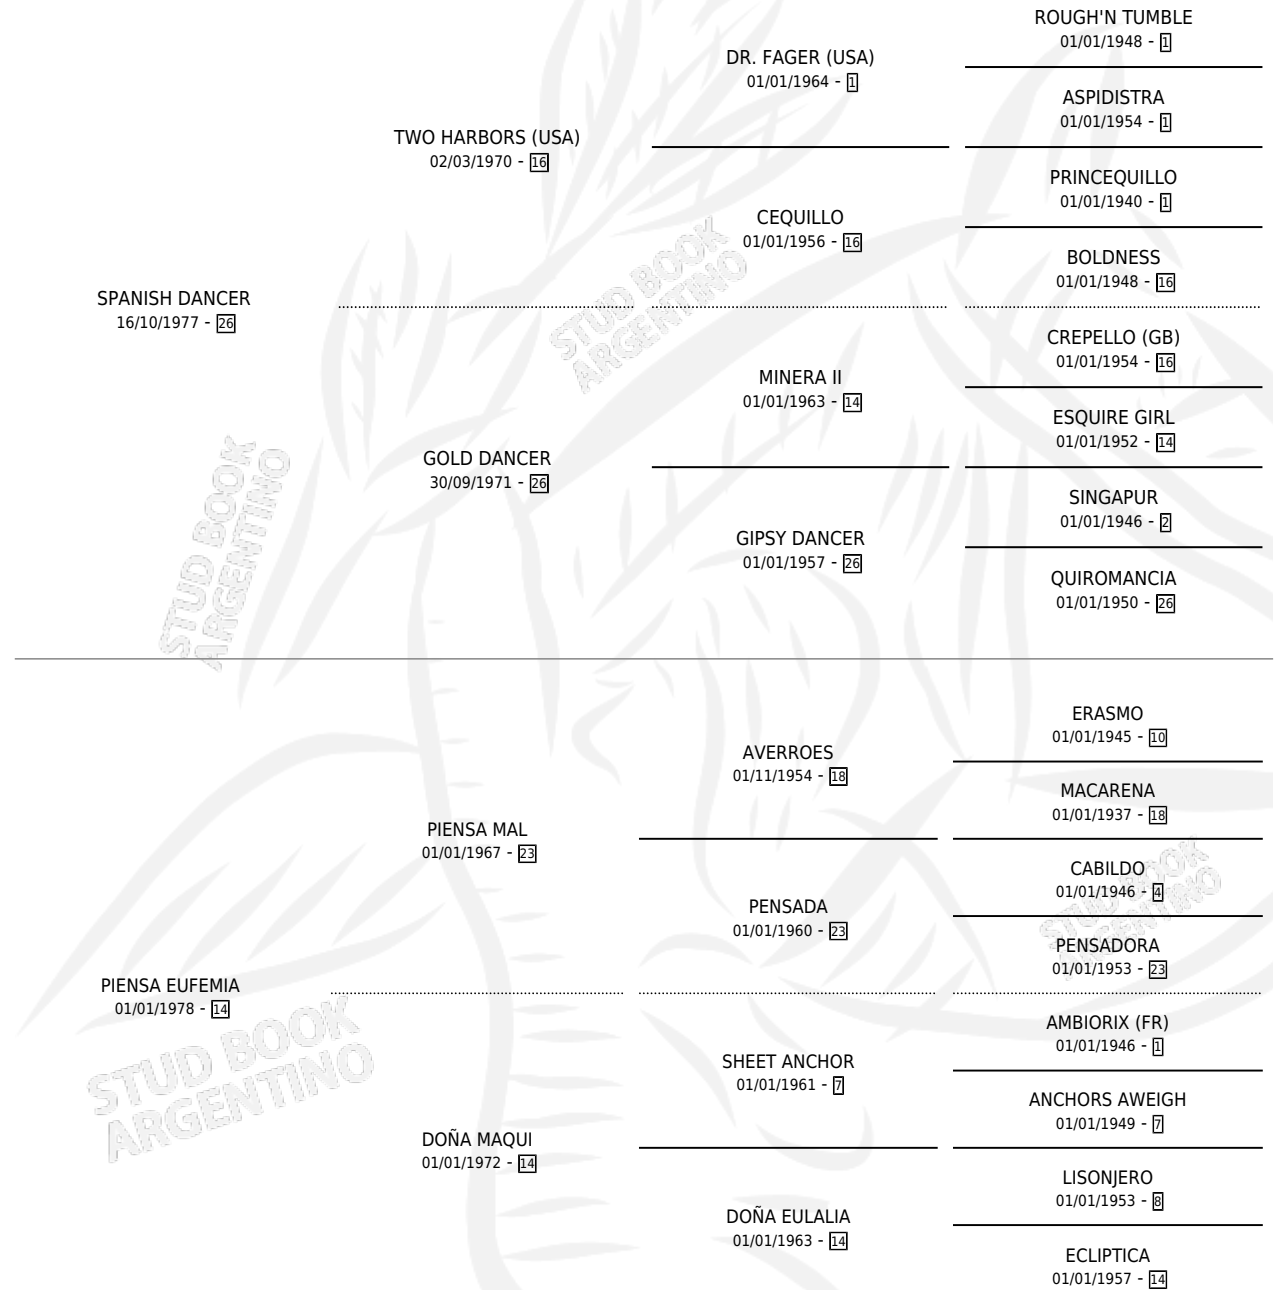 ROUGH'N TUMBLE
01/01/1948 - 1
DR. FAGER (USA)
01/01/1964 - 1
ASPIDISTRA
01/01/1954 - 1
TWO HARBORS (USA)
02/03/1970 - 16
PRINCEQUILLO
01/01/1940 - 1
CEQUILLO
01/01/1956 - 16
BOLDNESS
01/01/1948 - 16
SPANISH DANCER
16/10/1977 - 26
STUD BOOK
ARGENTINO
CREPELLO (GB)
01/01/1954 - 16
MINERA II
01/01/1963 - 14
ESQUIRE GIRL
01/01/1952 - 14
GOLD DANCER
30/09/1971 - 26
STUD BOOK
ARGENTINO
SINGAPUR
01/01/1946 - 2
GIPSY DANCER
01/01/1957 - 26
QUIROMANCIA
01/01/1950 - 26
ERASMO
01/01/1945 - 10
AVERROES
01/11/1954 - 18
MACARENA
01/01/1937 - 18
PIENSA MAL
01/01/1967 - 23
CABILDO
01/01/1946 - 4
STUD BOOK
ARGENTINO
PENSADA
01/01/1960 - 23
PENSADORA
01/01/1953 - 23
PIENSA EUFEMIA
01/01/1978 - 14
STUD BOOK
ARGENTINO
AMBIORIX (FR)
01/01/1946 - 1
SHEET ANCHOR
01/01/1961 - 7
ANCHORS AWEIGH
01/01/1949 - 7
DOÑA MAQUI
01/01/1972 - 14
LISONJERO
01/01/1953 - 8
DOÑA EULALIA
01/01/1963 - 14
ECLIPTICA
01/01/1957 - 14